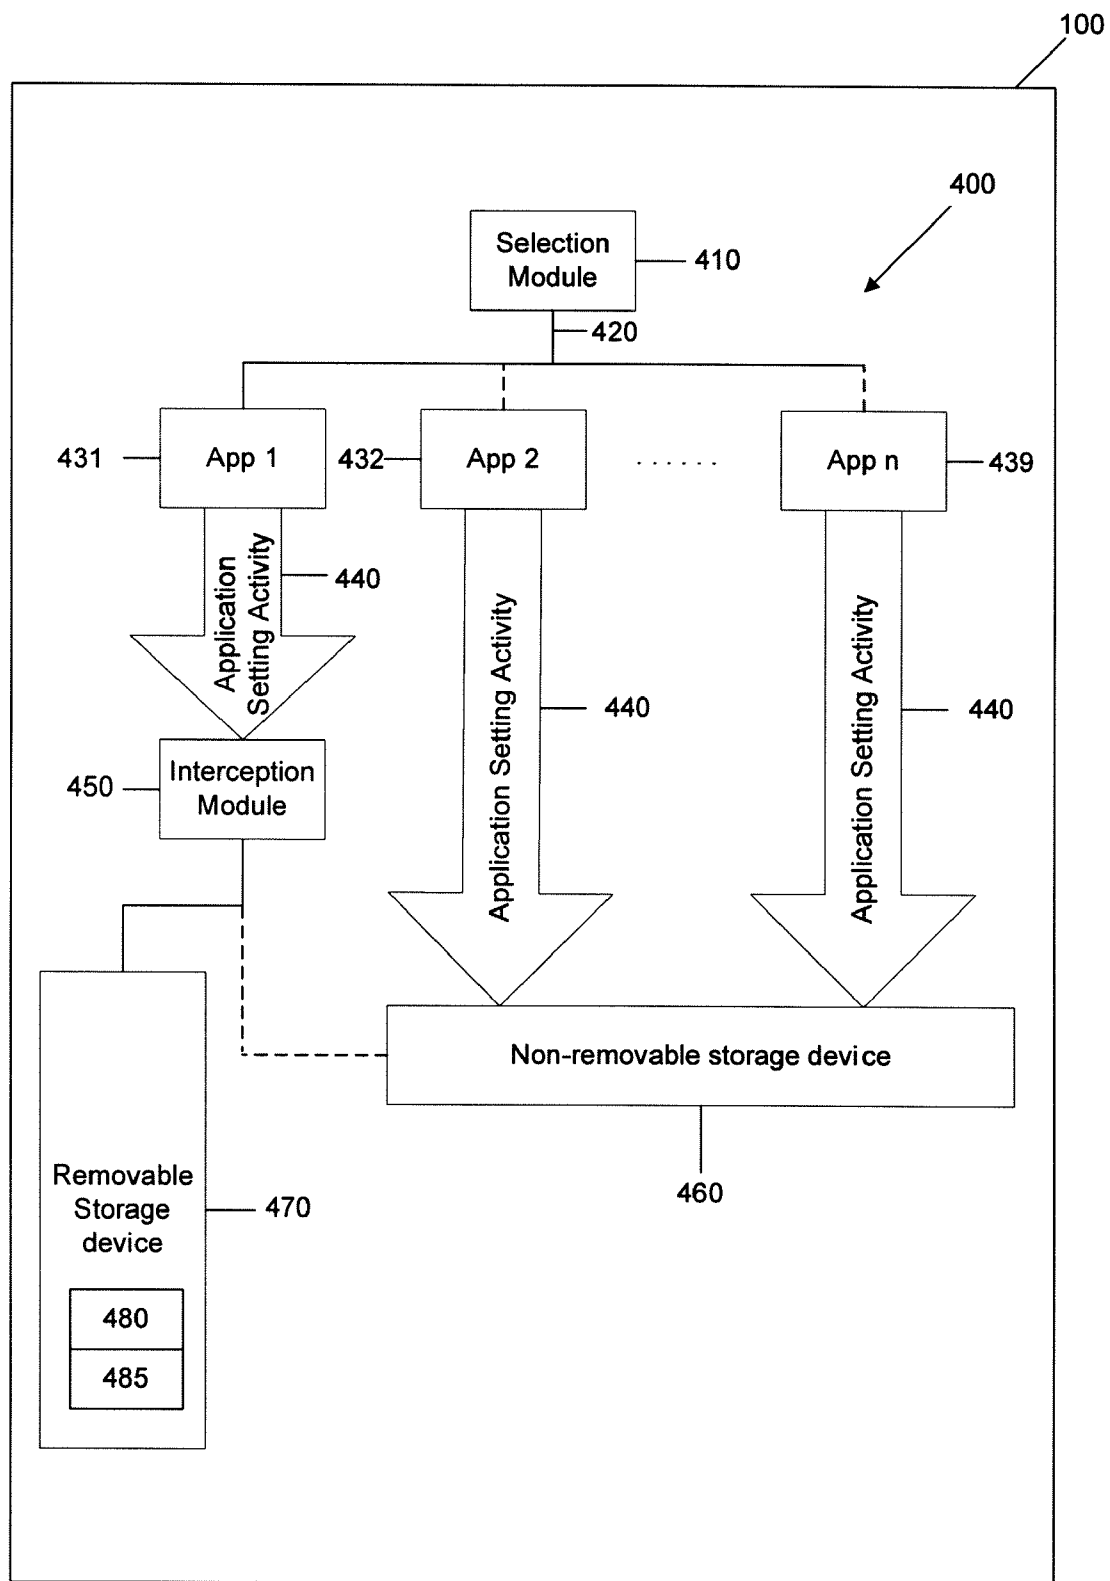 100
400
Selection
Module
410
420
431
App 1
432
App 2
. . . . . . .
App n
439
Application
Setting Activity
440
Application Setting Activity
440
Application Setting Activity
440
450
Interception
Module
Non-removable storage device
460
Removable
Storage
device
470
480
485